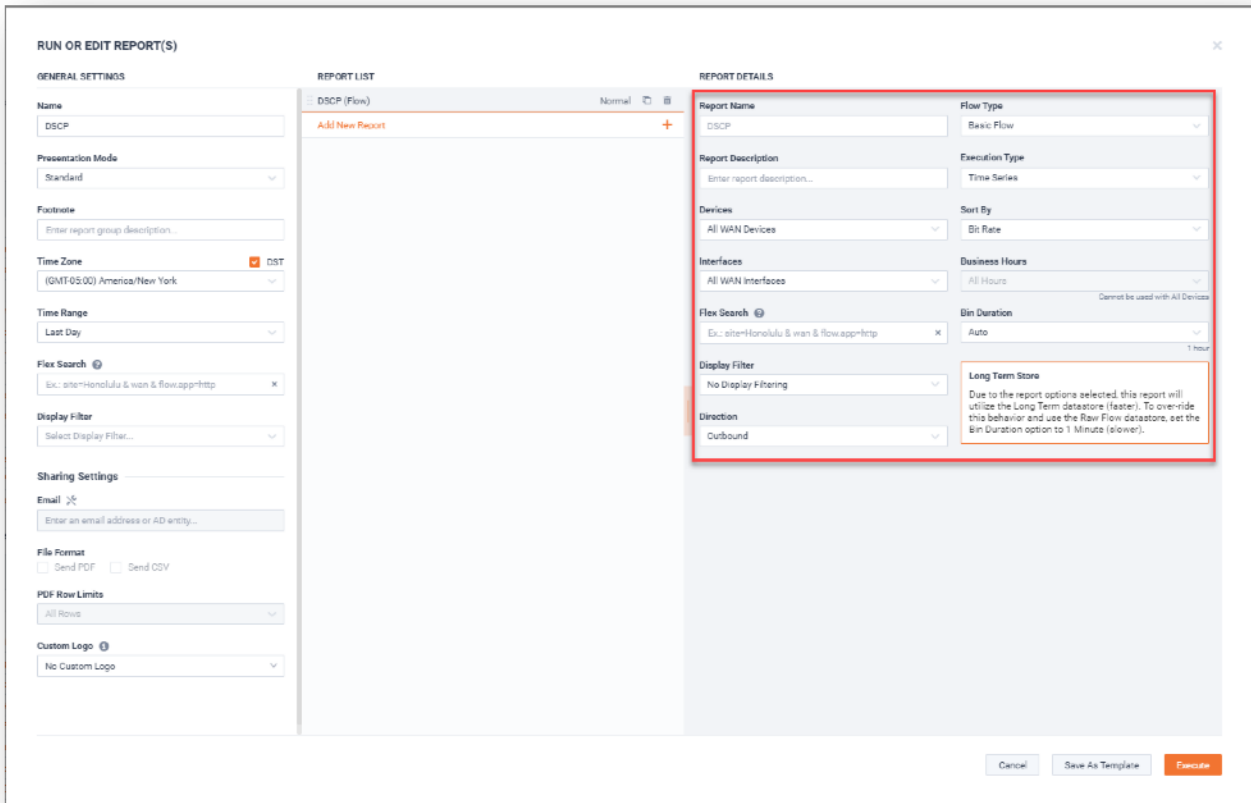 RUN OR EDIT REPORT(S)
GENERAL SETTINGS
Name
DSCP
Presentation Mode
Standard
Footnote
Enter report group description...
Time Zone
DST
(GMT-05:00) America/New York
Time Range
Last Day
Flex Search
Ex.: site=Honolulu & wan & flow.app=http
Display Filter
Select Display Filter...
Sharing Settings
Email
Enter an email address or AD entity...
File Format
Send PDF
Send CSV
PDF Row Limits
All Rows
Custom Logo
No Custom Logo
REPORT LIST
DSCP (Flow)
Normal
Add New Report
REPORT DETAILS
Report Name
DSCP
Report Description
Enter report description...
Devices
All WAN Devices
Interfaces
All WAN Interfaces
Flex Search
Ex.: site=Honolulu & wan & flow.app=http
Display Filter
No Display Filtering
Direction
Outbound
Flow Type
Basic Flow
Execution Type
Time Series
Sort By
Bit Rate
Business Hours
All Hours
Cannot be used with All Devices
Bin Duration
Auto
1 hour
Long Term Store
Due to the report options selected, this report will
utilize the Long Term datastore (faster). To over-ride
this behavior and use the Raw Flow datastore, set the
Bin Duration option to 1 Minute (slower).
Cancel
Save As Template
Execute